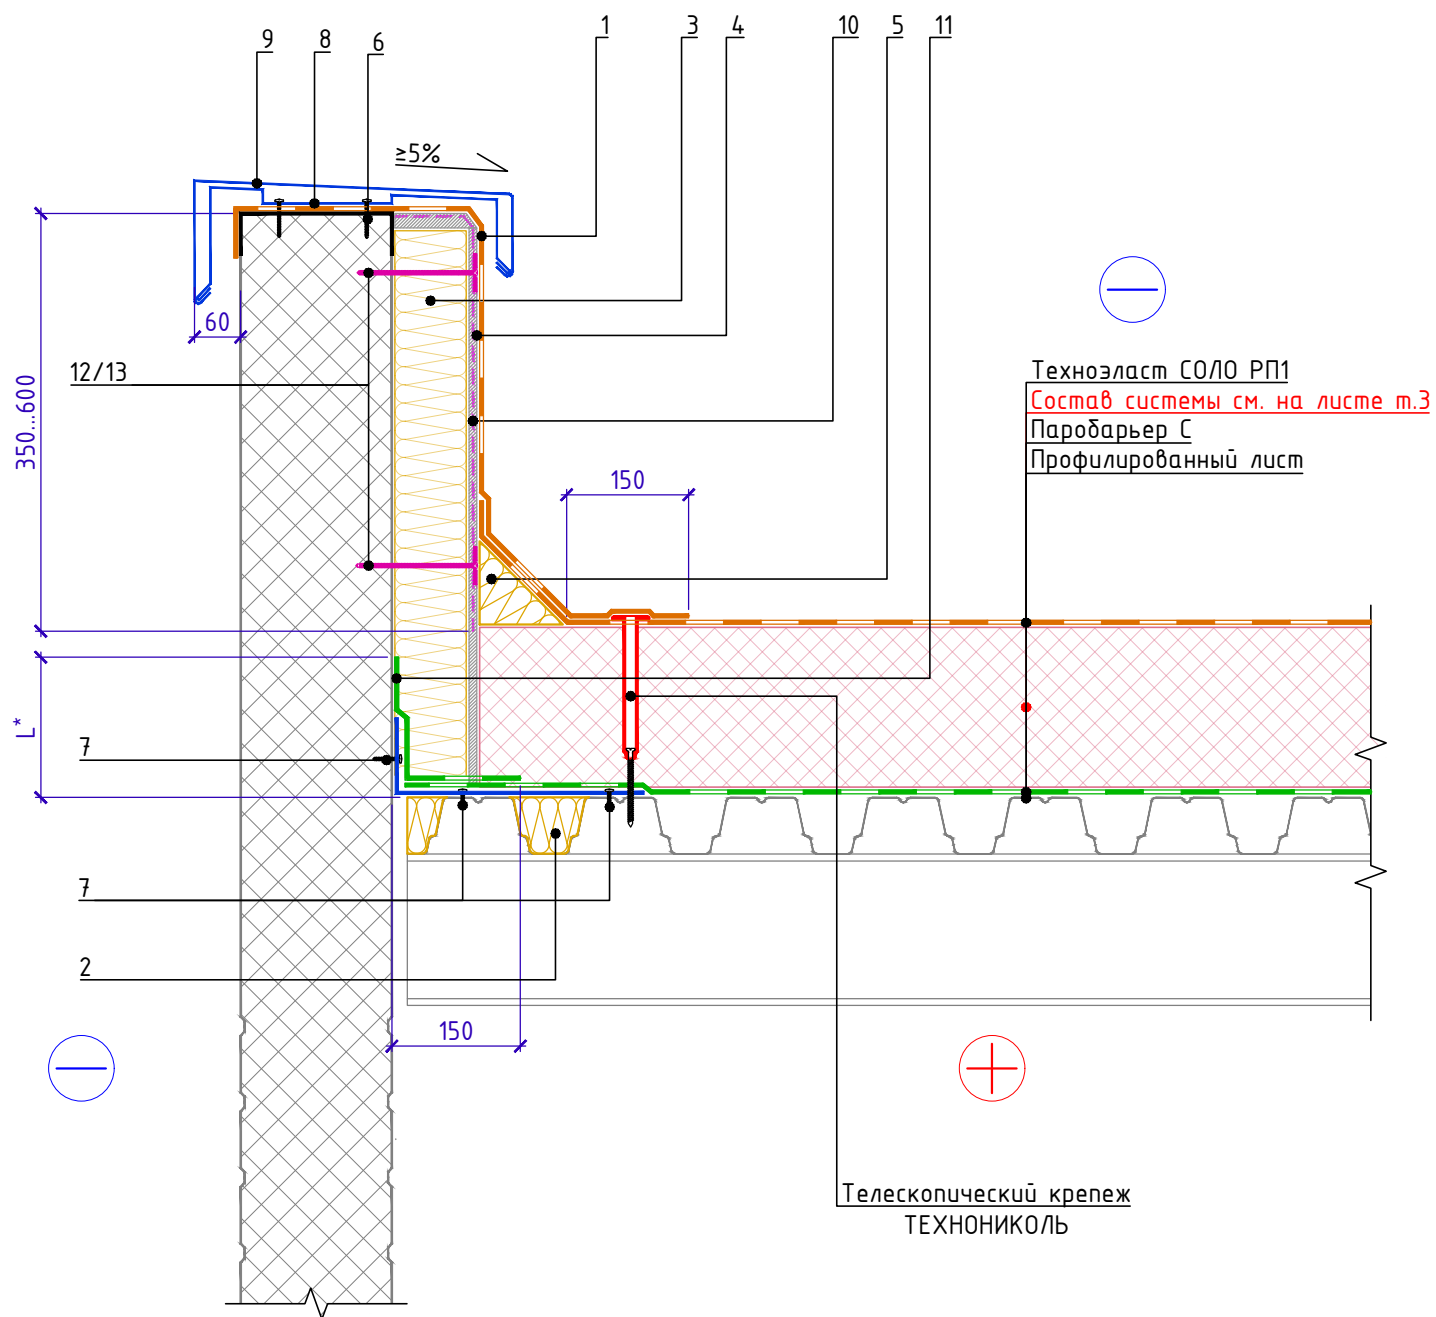 9 8 6 1 3 4 10 5 11
≥5%
60
12/13
350...600
150
Техноэласт СОЛО РП1
Состав системы см. на листе т.3
Паробарьер С
Профилированный лист
L*
7
7
2
150
Телескопический крепеж
ТЕХНОНИКОЛЬ